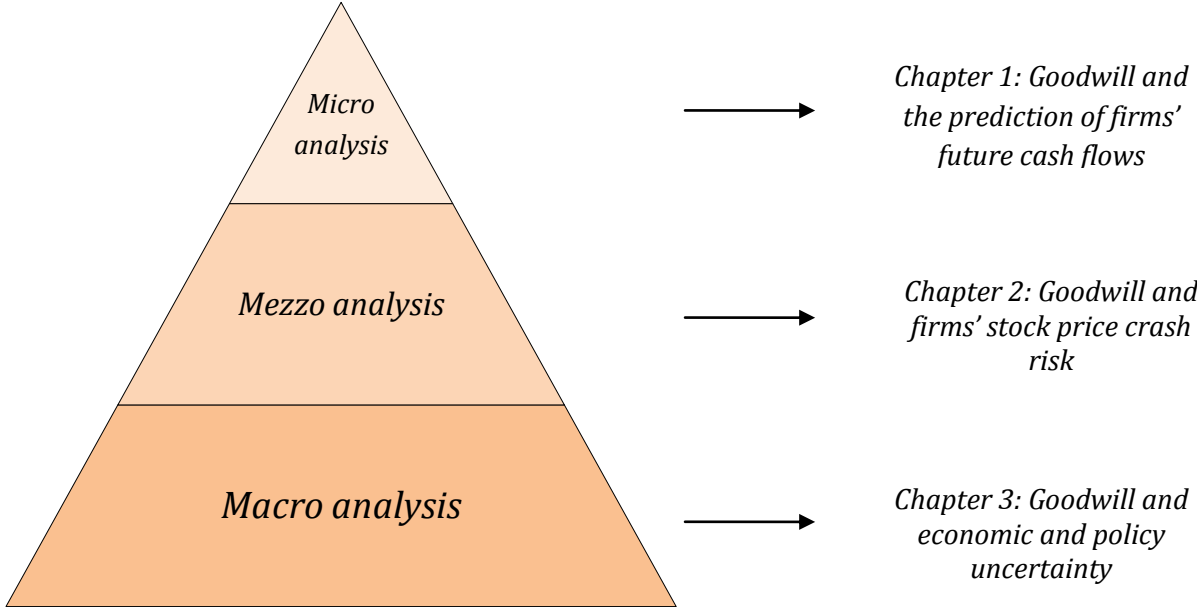 Micro
analysis
Chapter 1: Goodwill and
the prediction of firms’
future cash flows
Mezzo analysis
Chapter 2: Goodwill and
firms’ stock price crash
risk
Macro analysis
Chapter 3: Goodwill and
economic and policy
uncertainty